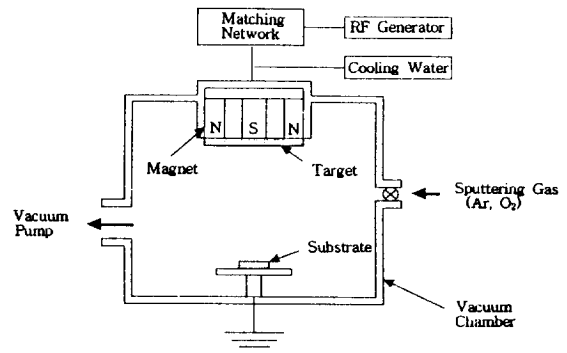 Matching
Network
RF Generator
Cooling Water
N S N
Magnet
Target
Sputtering Gas
(Ar, O₂)
Vacuum
Pump
Substrate
Vacuum
Chamber